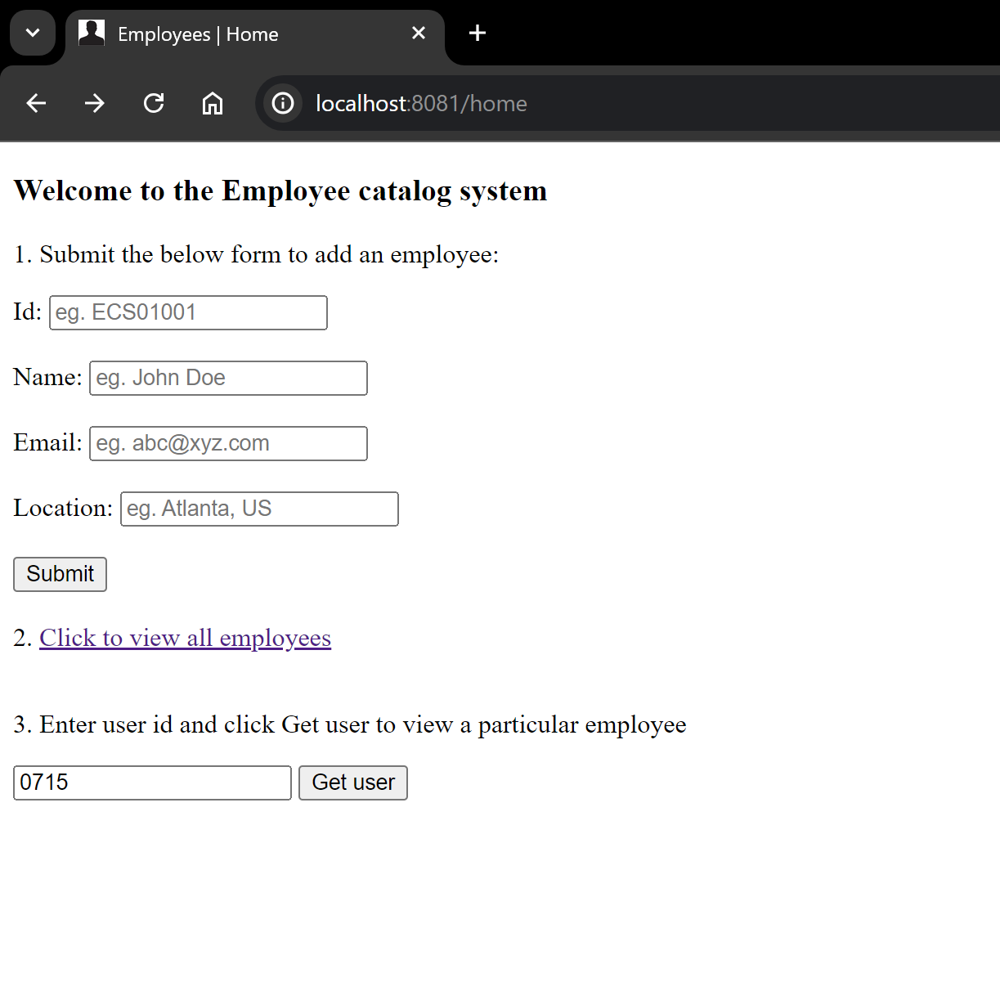 Employees | Home
localhost:8081/home
Welcome to the Employee catalog system
1. Submit the below form to add an employee:
Id: eg. ECS01001
Name: eg. John Doe
Email: eg. abc@xyz.com
Location: eg. Atlanta, US
Submit
2. Click to view all employees
3. Enter user id and click Get user to view a particular employee
0715 Get user